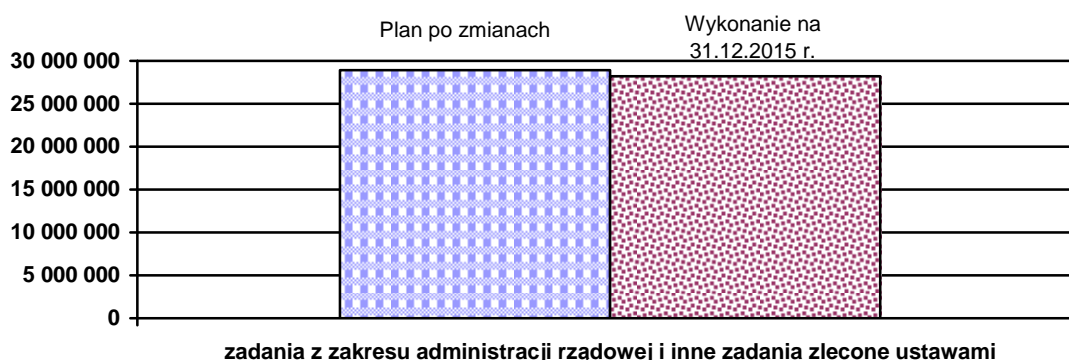 Plan po zmianach
Wykonanie na
31.12.2015 r.
30 000 000
25 000 000
20 000 000
15 000 000
10 000 000
5 000 000
0
zadania z zakresu administracji rządowej i inne zadania zlecone ustawami